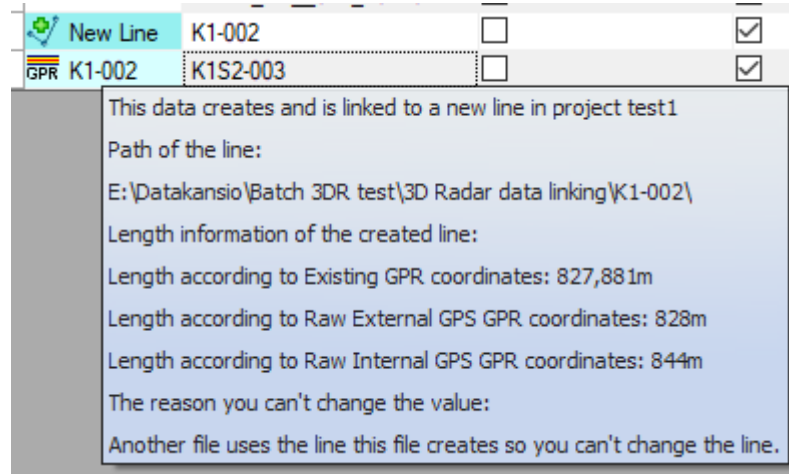 New Line K1-002
GPR K1-002 K1S2-003
This data creates and is linked to a new line in project test1
Path of the line:
E:\Datakansio\Batch 3DR test\3D Radar data linking\K1-002\
Length information of the created line:
Length according to Existing GPR coordinates: 827,881m
Length according to Raw External GPS GPR coordinates: 828m
Length according to Raw Internal GPS GPR coordinates: 844m
The reason you can't change the value:
Another file uses the line this file creates so you can't change the line.